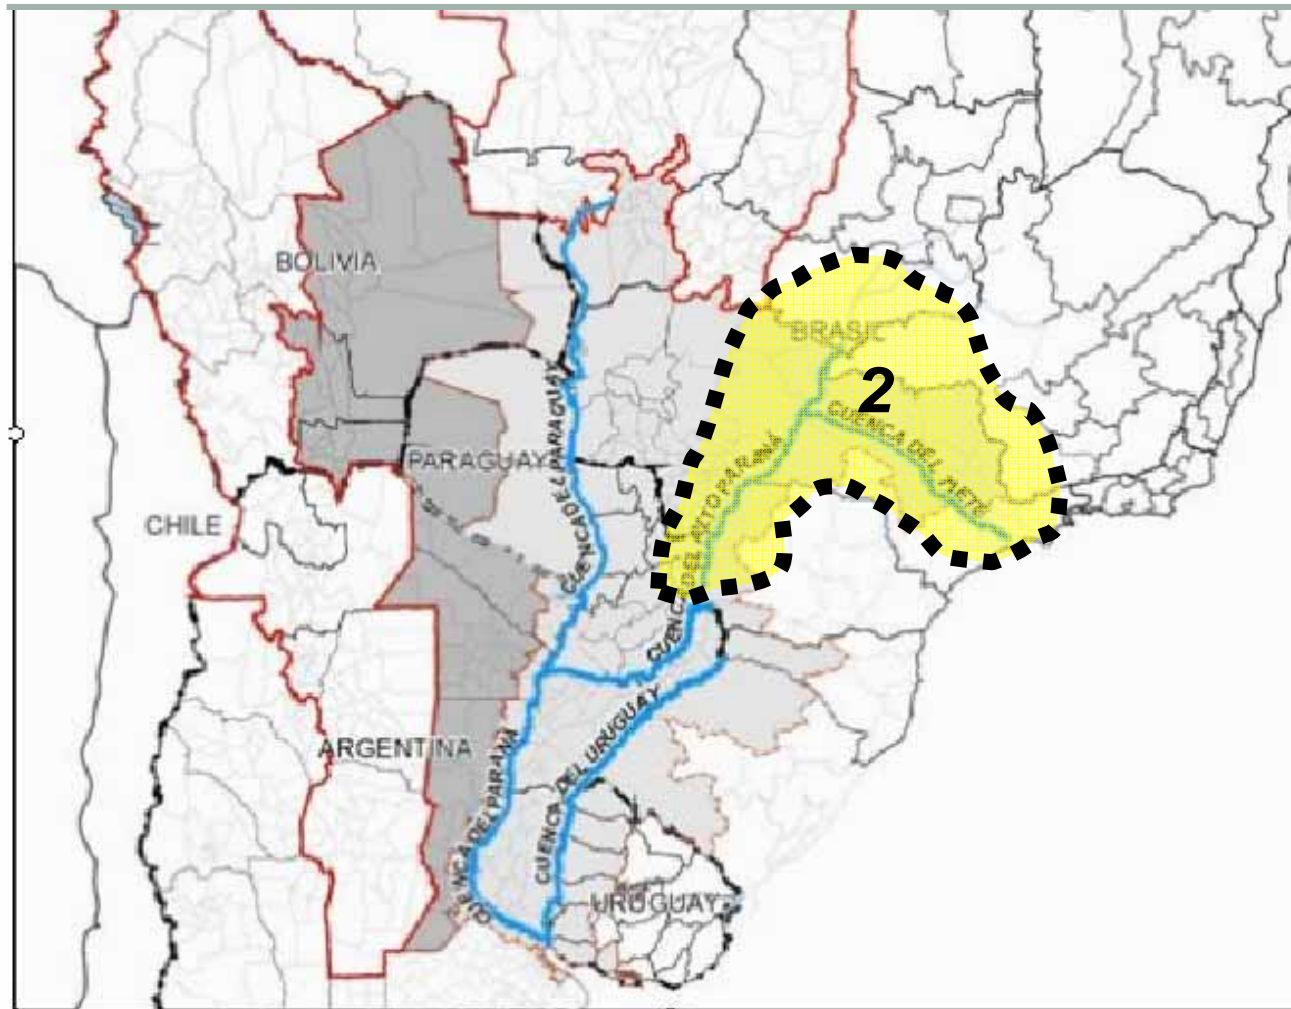 BOLIVIA
BRASIL
2
CUENCA DEL PARAGUAY
CUENCA DEL TIETE
PARAGUAY
CUENCA DEL ALTO PARANÁ
CHILE
CUENCA DEL URUGUAY
ARGENTINA
CUENCA DEL PARANÁ
URUGUAY